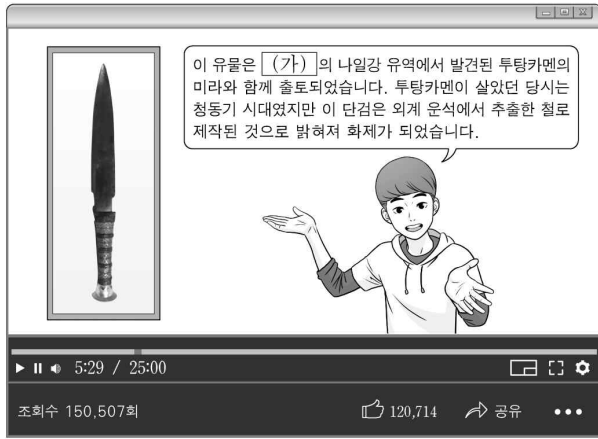 이 유물은 (가) 의 나일강 유역에서 발견된 투탕카멘의
미라와 함께 출토되었습니다. 투탕카멘이 살았던 당시는
청동기 시대였지만 이 단검은 외계 운석에서 추출한 철로
제작된 것으로 밝혀져 화제가 되었습니다.
5:29 / 25:00
조회수 150,507회 120,714 공유